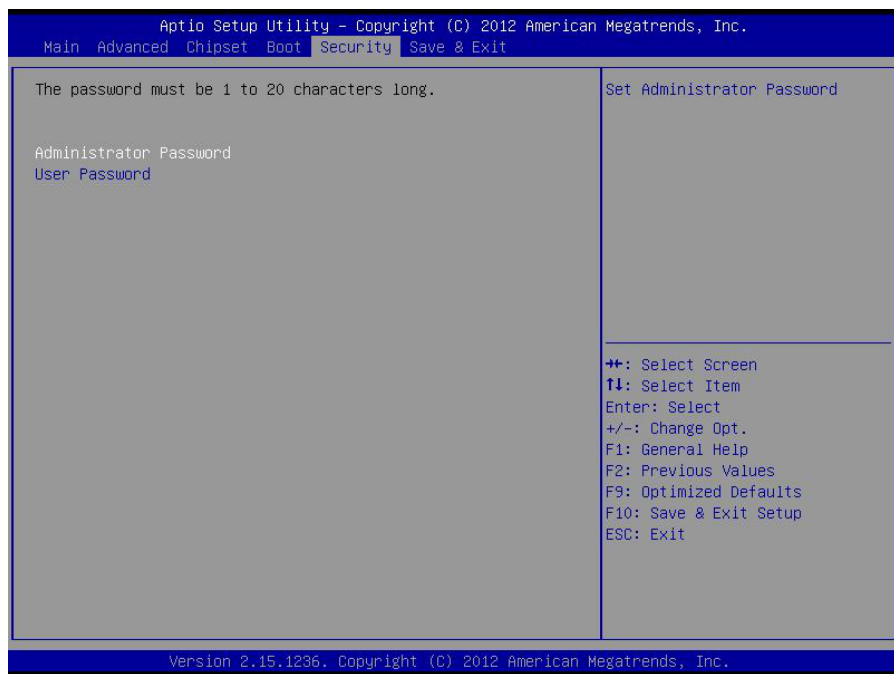 Aptio Setup Utility – Copyright (C) 2012 American Megatrends, Inc.
Main Advanced Chipset Boot Security Save & Exit
The password must be 1 to 20 characters long.
Administrator Password
User Password
Set Administrator Password
→←: Select Screen
↑↓: Select Item
Enter: Select
+/-: Change Opt.
F1: General Help
F2: Previous Values
F9: Optimized Defaults
F10: Save & Exit Setup
ESC: Exit
Version 2.15.1236. Copyright (C) 2012 American Megatrends, Inc.